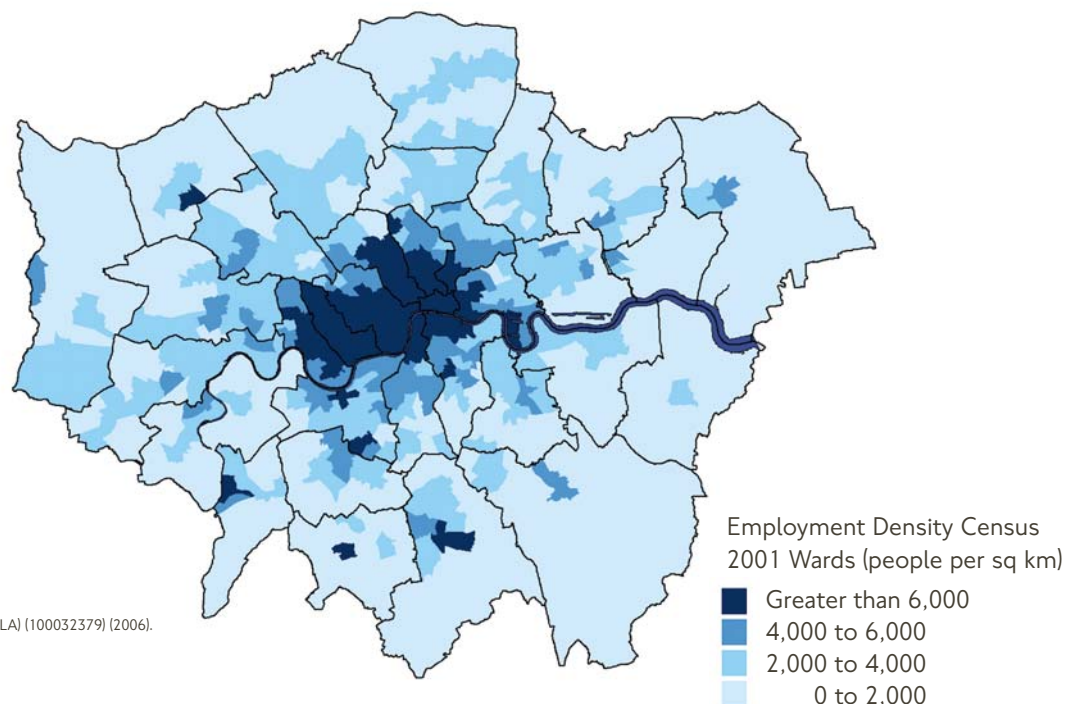 LA) (100032379) (2006).
Employment Density Census
2001 Wards (people per sq km)
Greater than 6,000
4,000 to 6,000
2,000 to 4,000
0 to 2,000